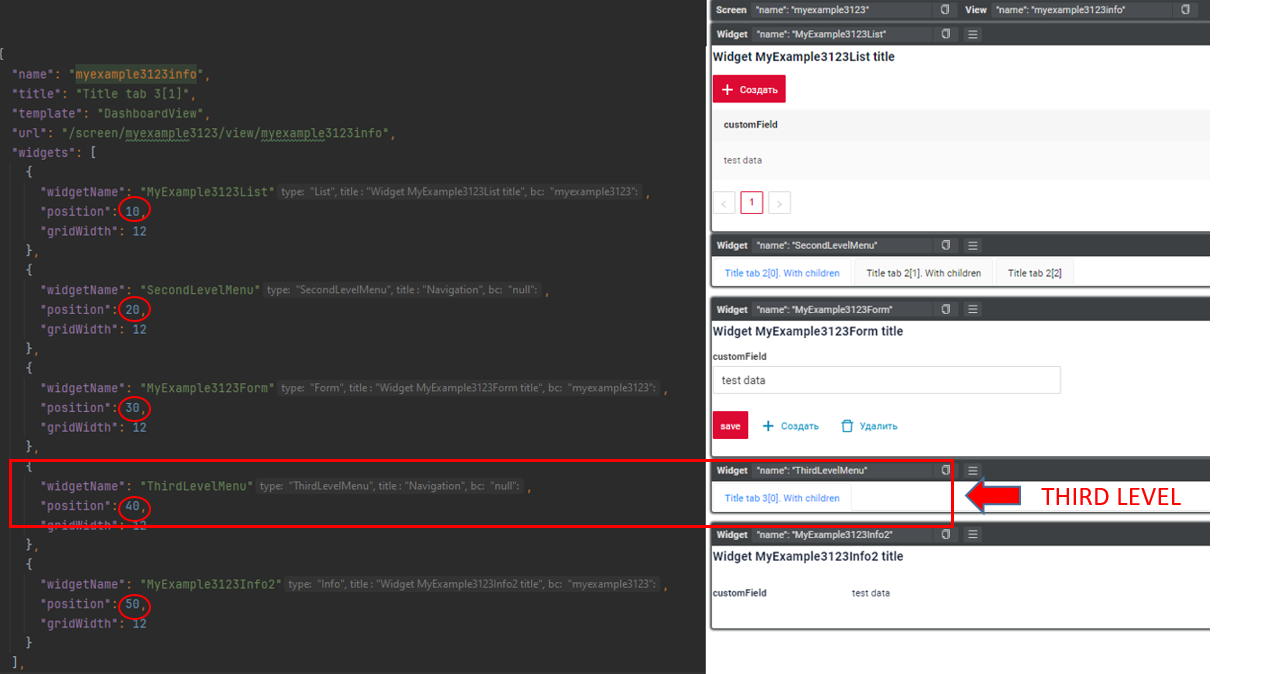 {
"name": "myexample3123info",
"title": "Title tab 3[1]",
"template": "DashboardView",
"url": "/screen/myexample3123/view/myexample3123info",
"widgets": [
{
"widgetName": "MyExample3123List" type: "List", title : "Widget MyExample3123List title", bc: "myexample3123": ,
"position": 10,
"gridWidth": 12
},
{
"widgetName": "SecondLevelMenu" type: "SecondLevelMenu", title : "Navigation", bc: "null": ,
"position": 20,
"gridWidth": 12
},
{
"widgetName": "MyExample3123Form" type: "Form", title : "Widget MyExample3123Form title", bc: "myexample3123": ,
"position": 30,
"gridWidth": 12
},
{
"widgetName": "ThirdLevelMenu" type: "ThirdLevelMenu", title : "Navigation", bc: "null": ,
"position": 40,
"gridWidth": 12
},
{
"widgetName": "MyExample3123Info2" type: "Info", title : "Widget MyExample3123Info2 title", bc: "myexample3123": ,
"position": 50,
"gridWidth": 12
}
],
Screen "name": "myexample3123" View "name": "myexample3123info"
Widget "name": "MyExample3123List"
Widget MyExample3123List title
+ Создать
customField
test data
< 1 >
Widget "name": "SecondLevelMenu"
Title tab 2[0]. With children Title tab 2[1]. With children Title tab 2[2]
Widget "name": "MyExample3123Form"
Widget MyExample3123Form title
customField
test data
save + Создать Удалить
Widget "name": "ThirdLevelMenu"
Title tab 3[0]. With children
THIRD LEVEL
Widget "name": "MyExample3123Info2"
Widget MyExample3123Info2 title
customField test data